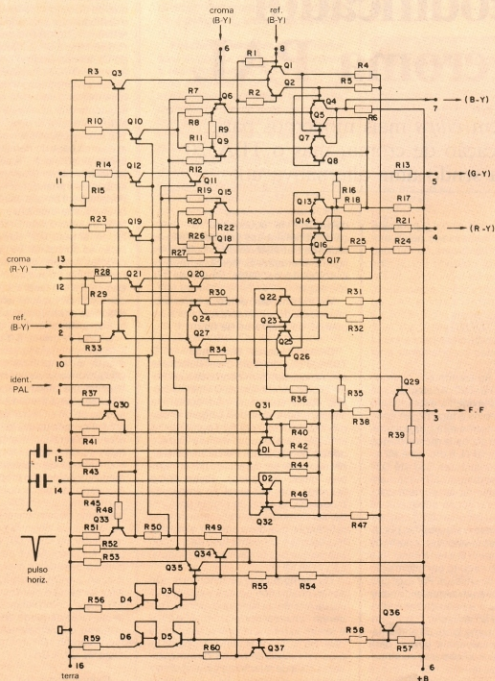 croma
(B-Y)
ref.
(B-Y)
6
8
R1
R3
Q3
Q1
R4
R5
Q2
R7
Q6
R2
Q4
(B-Y)
R8
Q5
7
R10
Q10
R9
R6
R11
Q7
Q9
Q8
11
R14
Q12
R12
R13
5
(G-Y)
Q11
R15
R19
Q15
R16
Q13
R18
R17
R23
Q19
R20
R22
Q14
R21
4
(R-Y)
R26
Q16
R25
R24
croma
(R-Y)
13
R27
Q18
Q17
12
R28
Q21
Q20
R29
R30
Q22
R31
ref.
(B-Y)
2
Q24
Q23
R32
R33
Q27
Q25
10
R34
Q26
ident.
PAL
1
R37
R36
R35
Q29
Q30
Q31
3
F.F
R41
R40
R38
R39
15
D1
R42
R43
R44
14
D2
R45
R46
R48
Q32
R47
Q33
R51
R50
R49
R52
Q34
R53
pulso
horiz.
Q35
R55
R54
D4
D3
R56
Q36
D6
D5
R58
R59
R57
R60
Q37
16
terra
6
+B